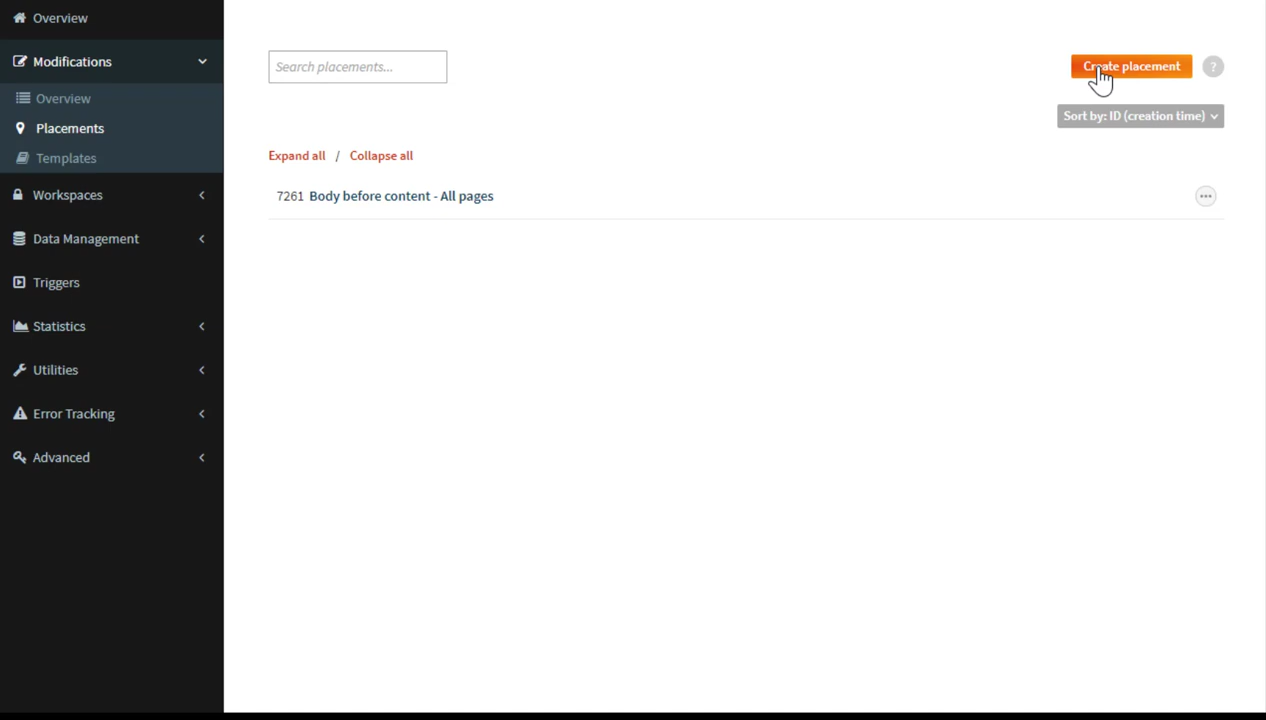 Overview
Modifications
Overview
Placements
Templates
Workspaces
Data Management
Triggers
Statistics
Utilities
Error Tracking
Advanced
Search placements...
Create placement ?
Sort by: ID (creation time)
Expand all / Collapse all
7261 Body before content - All pages